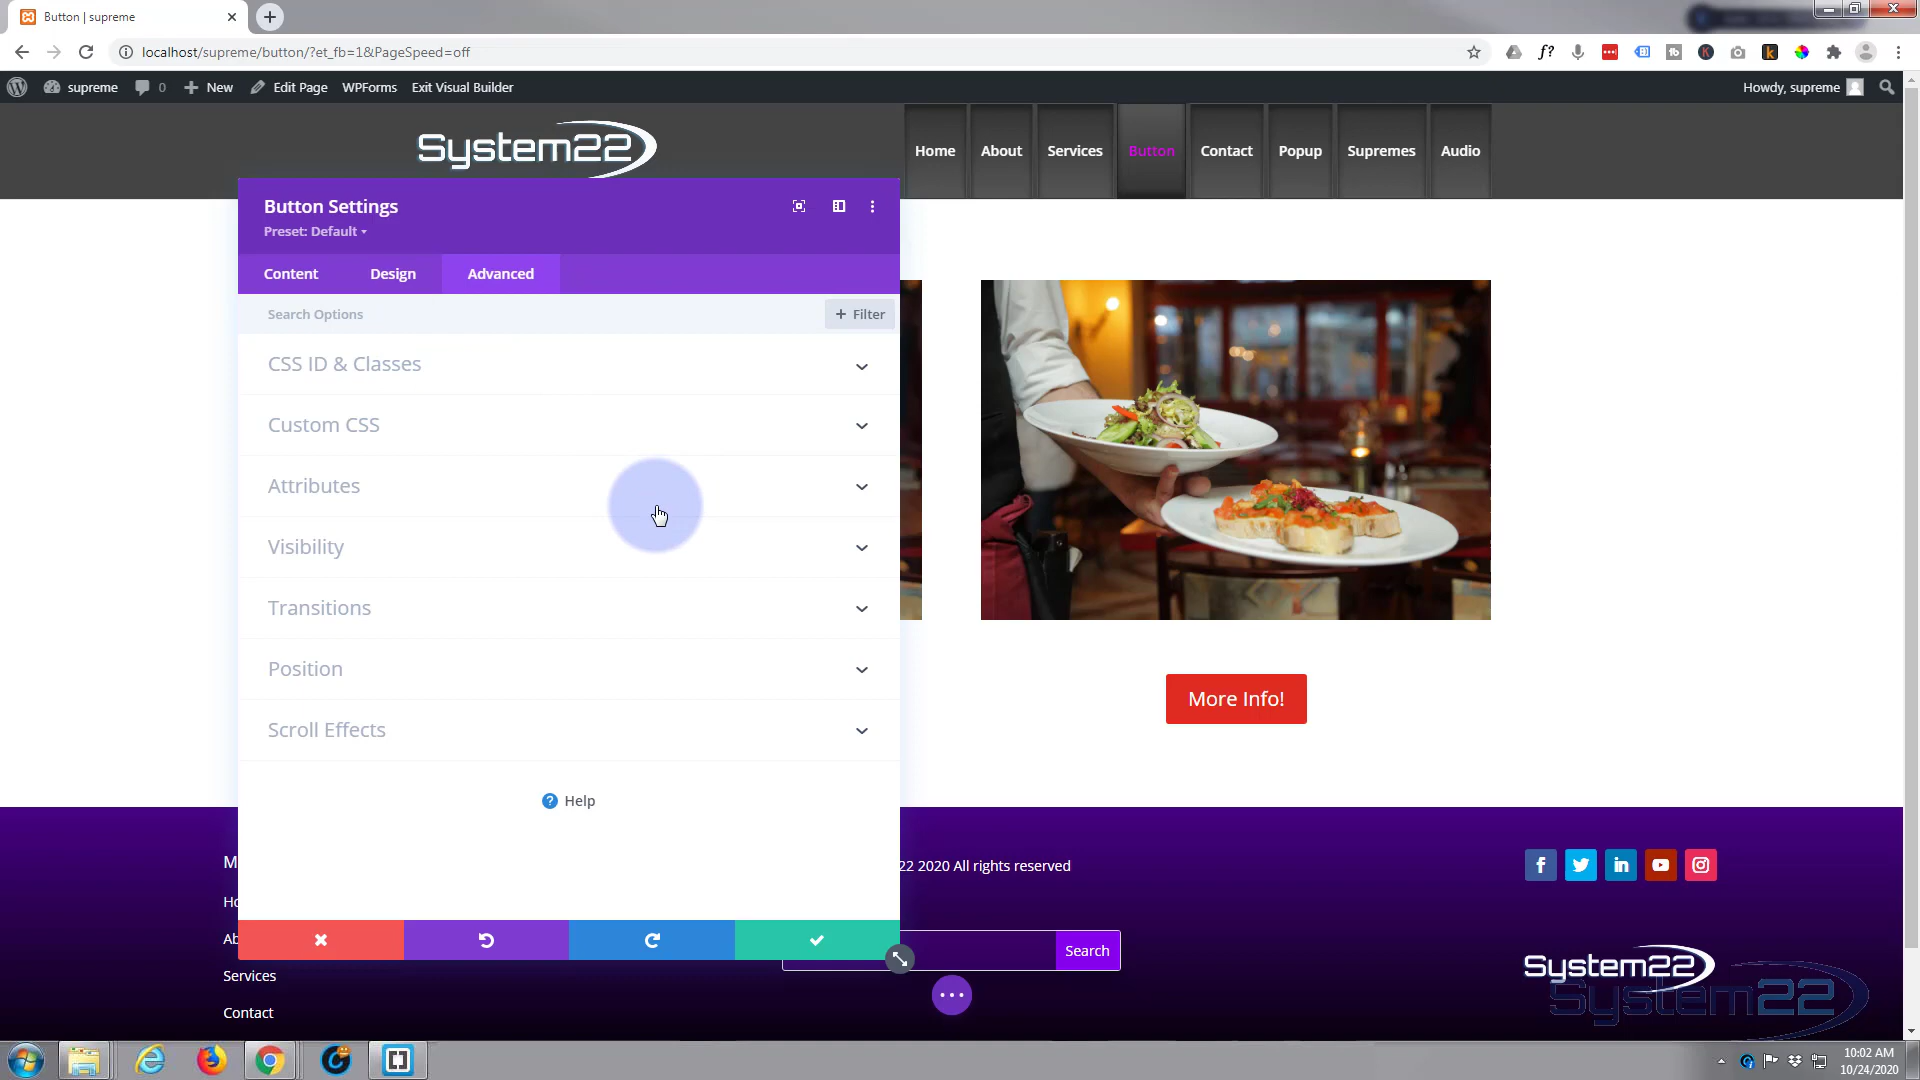 Button | supreme
localhost/supreme/button/?et_fb=1&PageSpeed=off
supreme 0 New Edit Page WPForms Exit Visual Builder Howdy, supreme
System22
Home About Services Button Contact Popup Supremes Audio
Button Settings
Preset: Default
Content Design Advanced
Search Options + Filter
CSS ID & Classes
Custom CSS
Attributes
Visibility
Transitions
Position
Scroll Effects
? Help
More Info!
M
22 2020 All rights reserved
Ho
Ab
Search
Services
Contact
System22
System22
10:02 AM
10/24/2020